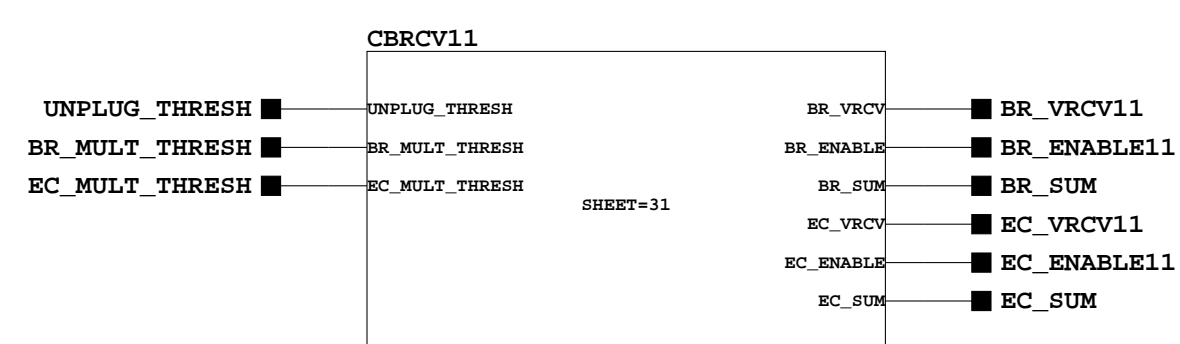 CBRCV11
UNPLUG_THRESH UNPLUG_THRESH BR_VRCV BR_VRCV11
BR_MULT_THRESH BR_MULT_THRESH BR_ENABLE BR_ENABLE11
EC_MULT_THRESH EC_MULT_THRESH BR_SUM BR_SUM
SHEET=31
EC_VRCV EC_VRCV11
EC_ENABLE EC_ENABLE11
EC_SUM EC_SUM